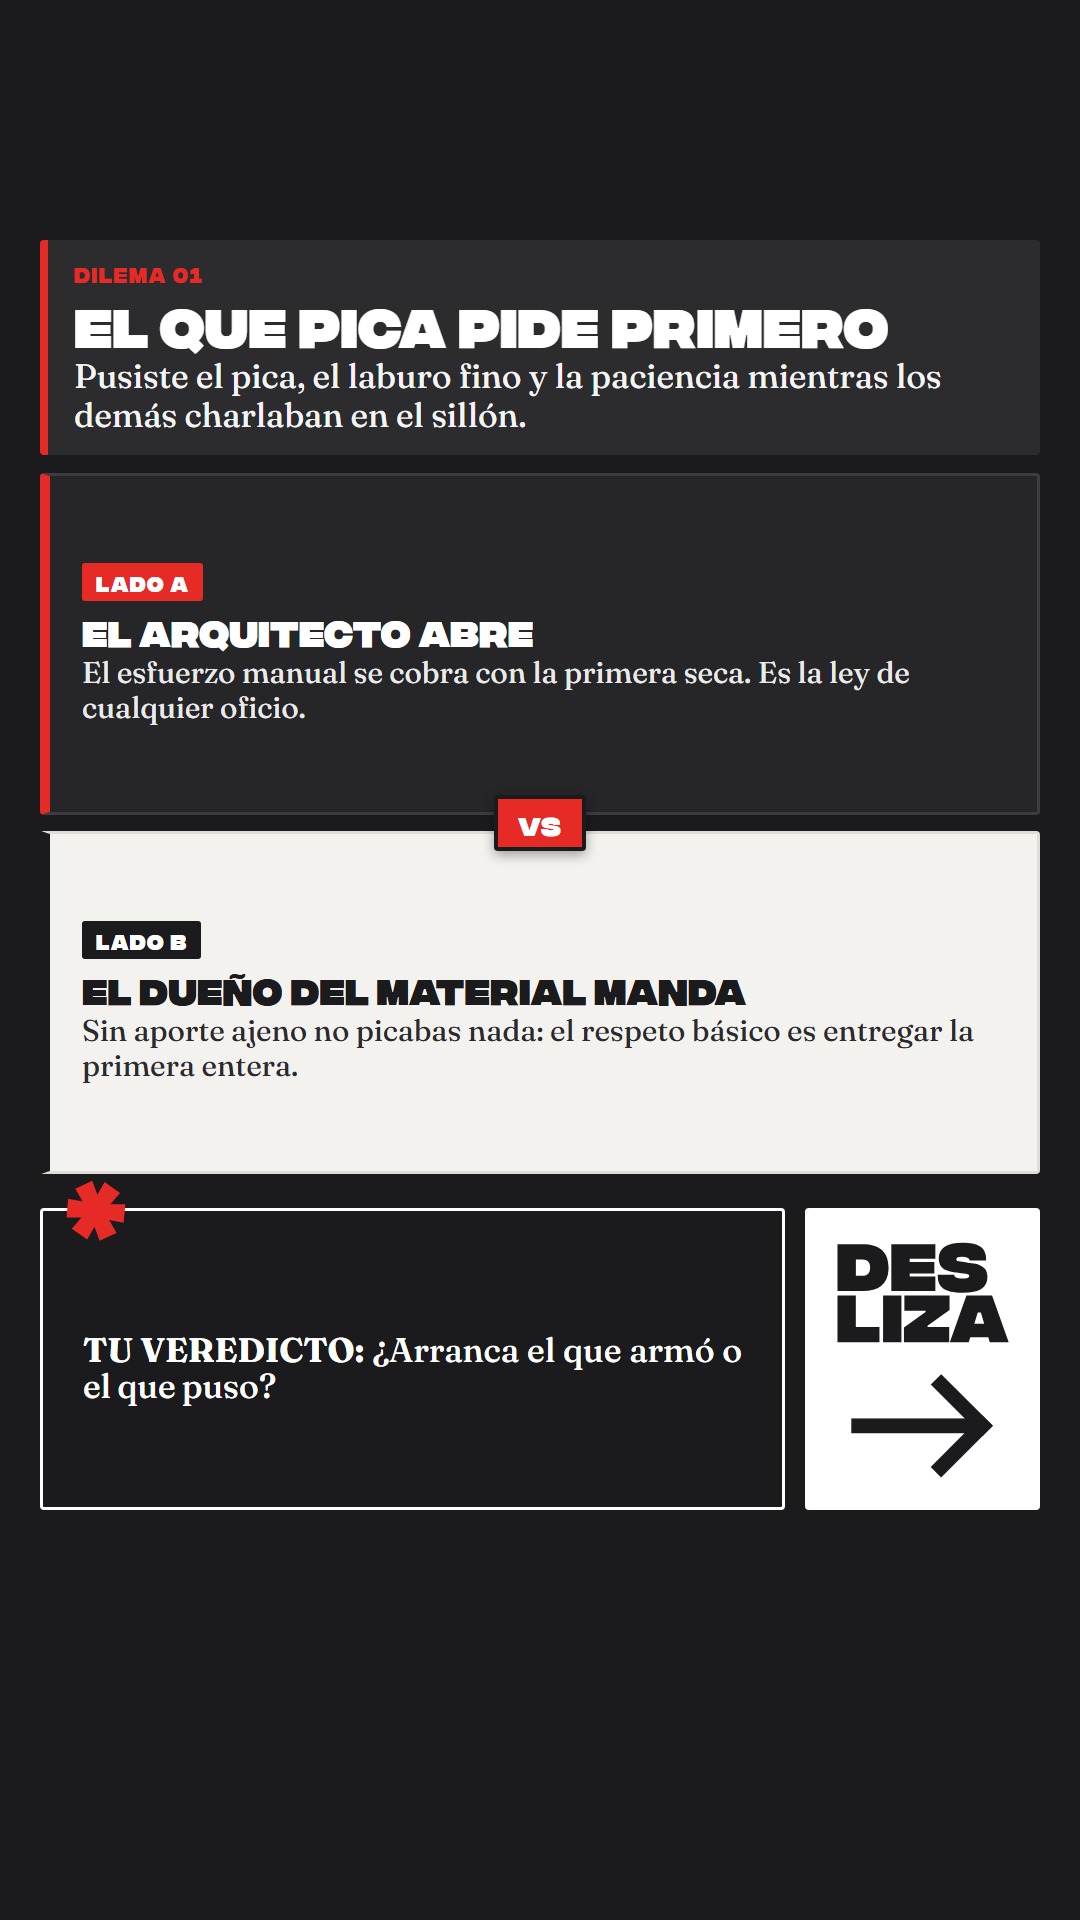 DILEMA 01
EL QUE PICA PIDE PRIMERO
Pusiste el pica, el laburo fino y la paciencia mientras los
demás charlaban en el sillón.
LADO A
EL ARQUITECTO ABRE
El esfuerzo manual se cobra con la primera seca. Es la ley de
cualquier oficio.
VS
LADO B
EL DUEÑO DEL MATERIAL MANDA
Sin aporte ajeno no picabas nada: el respeto básico es entregar la
primera entera.
TU VEREDICTO: ¿Arranca el que armó o
el que puso?
DES
LIZA